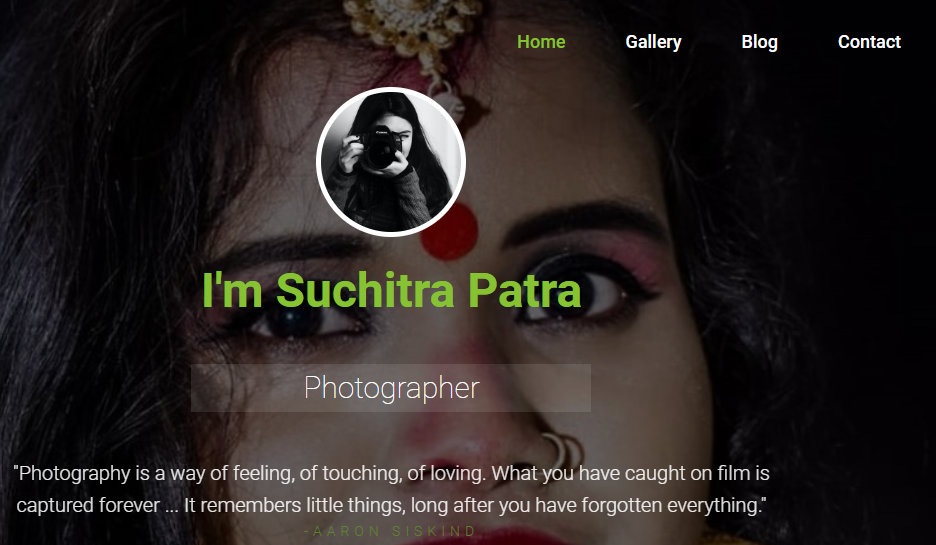 Home Gallery Blog Contact
Canon
I'm Suchitra Patra
Photographer
"Photography is a way of feeling, of touching, of loving. What you have caught on film is
captured forever ... It remembers little things, long after you have forgotten everything."
-AARON SISKIND